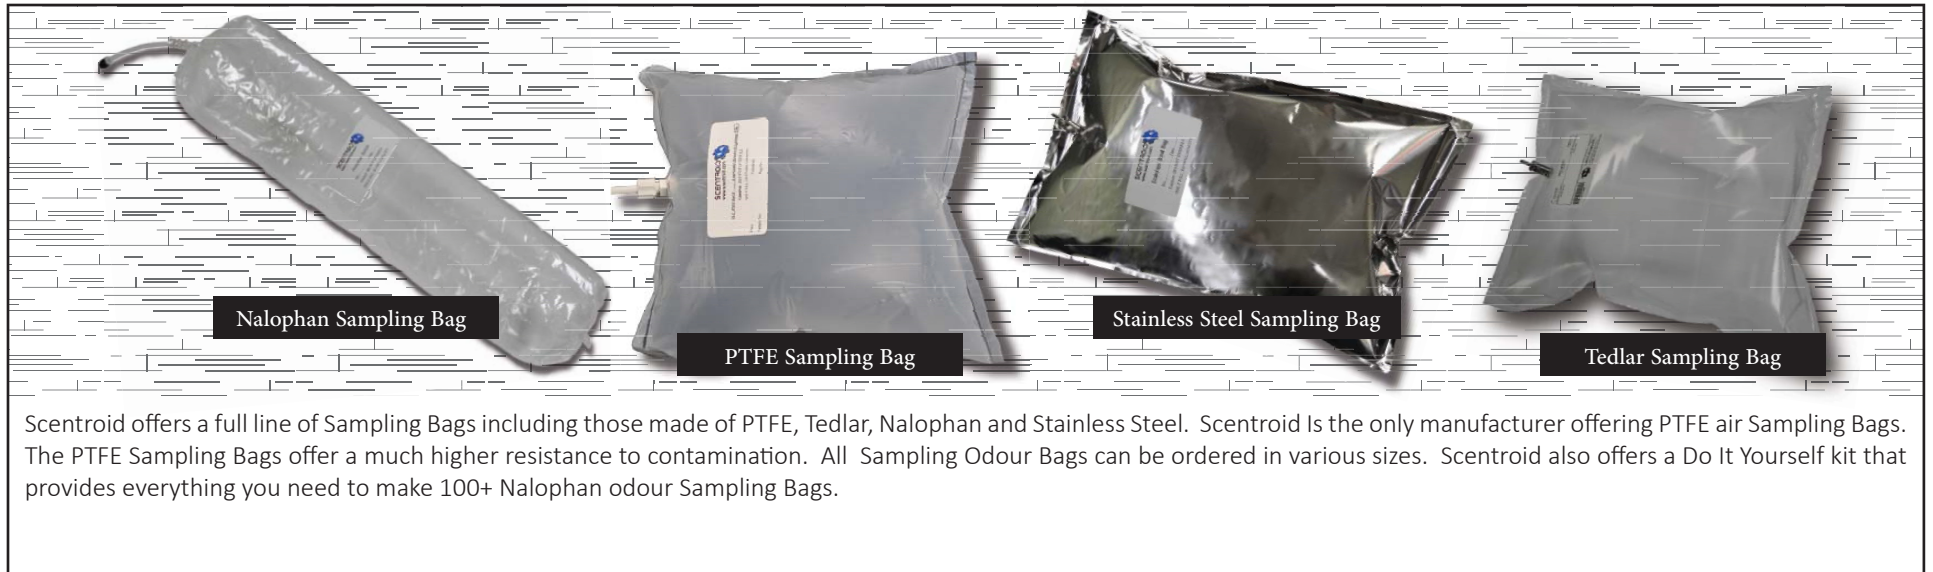 Nalophan Sampling Bag
PTFE Sampling Bag
Stainless Steel Sampling Bag
Tedlar Sampling Bag
SCENTROID
SCENTROID
Scentroid offers a full line of Sampling Bags including those made of PTFE, Tedlar, Nalophan and Stainless Steel.  Scentroid Is the only manufacturer offering PTFE air Sampling Bags.
The PTFE Sampling Bags offer a much higher resistance to contamination.  All  Sampling Odour Bags can be ordered in various sizes.  Scentroid also offers a Do It Yourself kit that
provides everything you need to make 100+ Nalophan odour Sampling Bags.